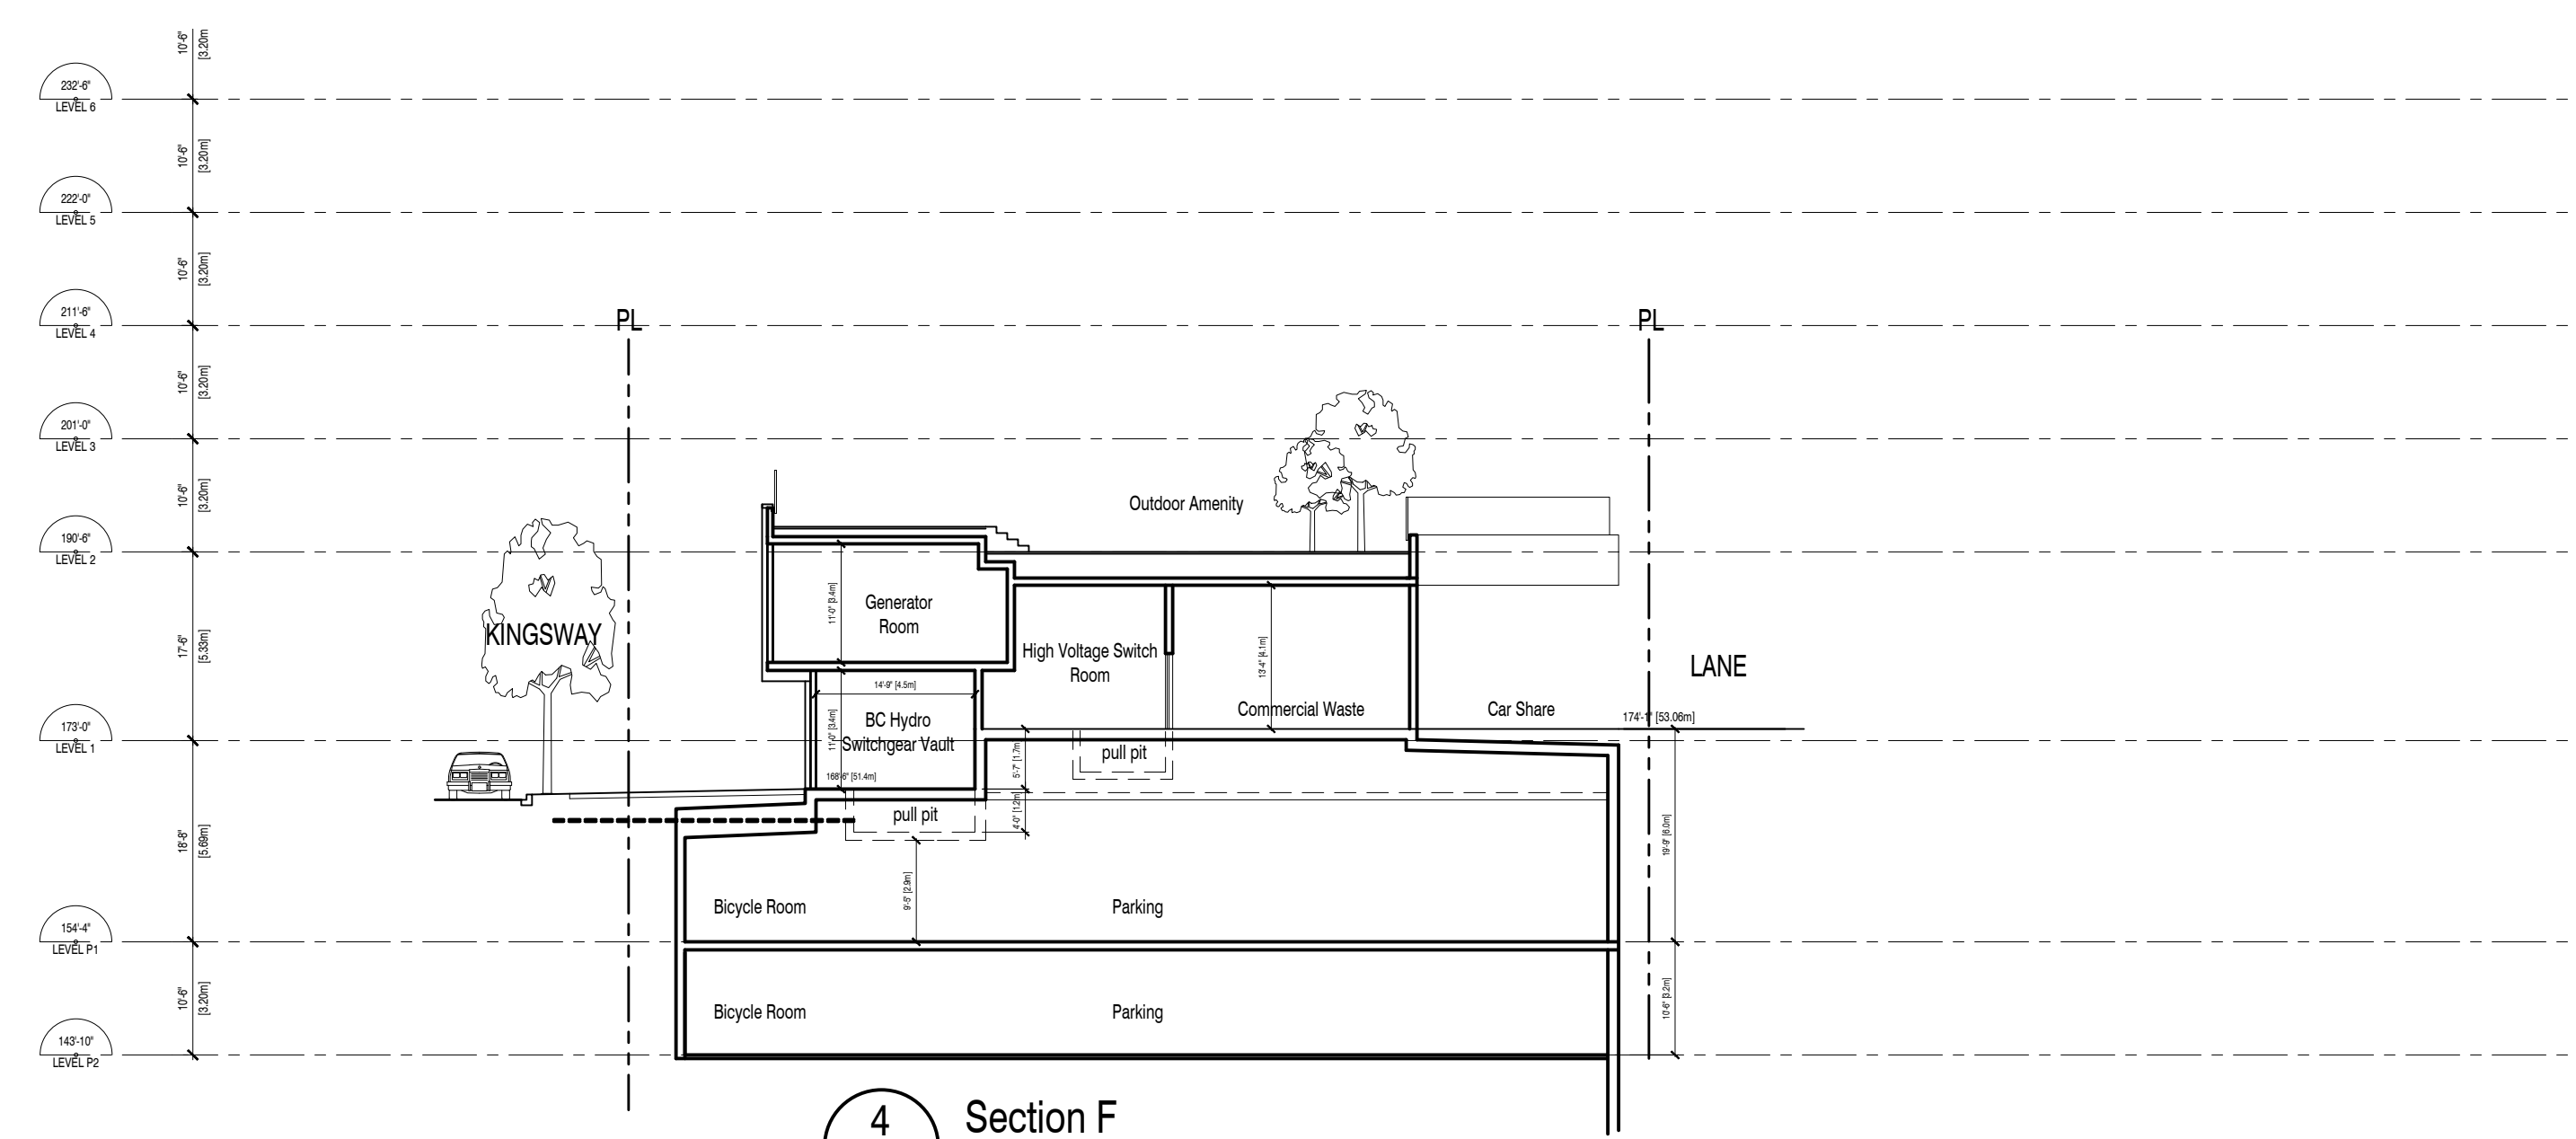 10'-6"
[3.20m
232'-6"
LEVEL 6
10'-6"
[3.20m]
222'-0"
LEVEL 5
10'-6"
[3.20m]
211'-6"
LEVEL 4
PL
PL
10'-6"
[3.20m]
201'-0"
LEVEL 3
10'-6"
[3.20m]
Outdoor Amenity
190'-6"
LEVEL 2
17'-6"
[5.33m]
KINGSWAY
11'-0" [3.4m]
Generator
Room
High Voltage Switch
Room
13'-4" [4.1m]
LANE
14'-9" [4.5m]
11'-0" [3.4m]
BC Hydro
Switchgear Vault
168'-6" [51.4m]
Commercial Waste
Car Share
174'-1" [53.06m]
173'-0"
LEVEL 1
pull pit
5'-7" [1.7m]
pull pit
4'-0" [1.2m]
18'-8"
[5.69m]
19'-9" [6.0m]
9'-5" [2.9m]
Bicycle Room
Parking
154'-4"
LEVEL P1
10'-6"
[3.20m]
10'-6" [3.2m]
Bicycle Room
Parking
143'-10"
LEVEL P2
4
Section F